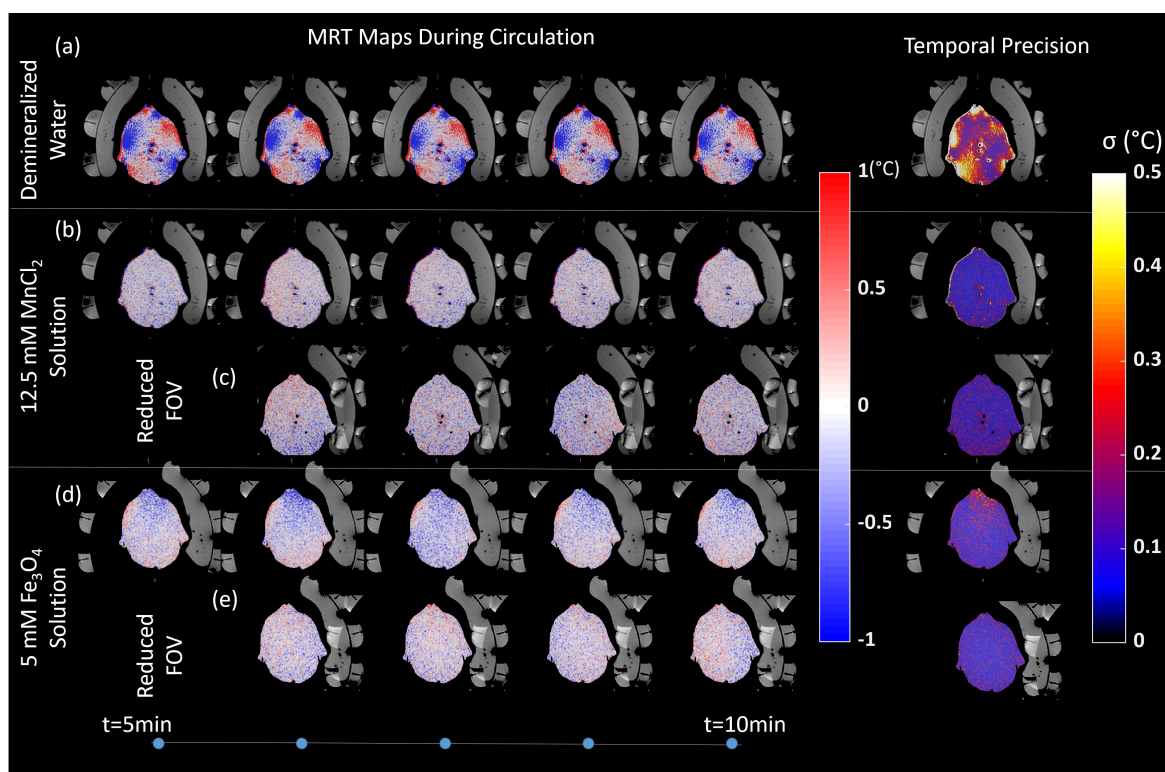 MRT Maps During Circulation
Temporal Precision
(a)
Demineralized
Water
σ (°C)
1(°C)
0.5
0
-0.5
-1
0.5
0.4
0.3
0.2
0.1
0
(b)
12.5 mM MnCl₂
Solution
(c)
Reduced
FOV
(d)
5 mM Fe₃O₄
Solution
(e)
Reduced
FOV
t=5min
t=10min